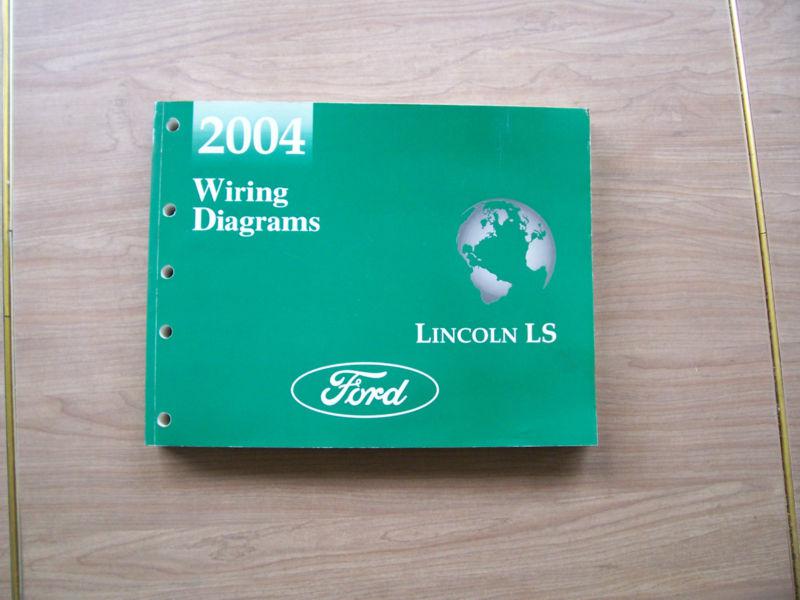 2004
Wiring
Diagrams
LINCOLN LS
Ford